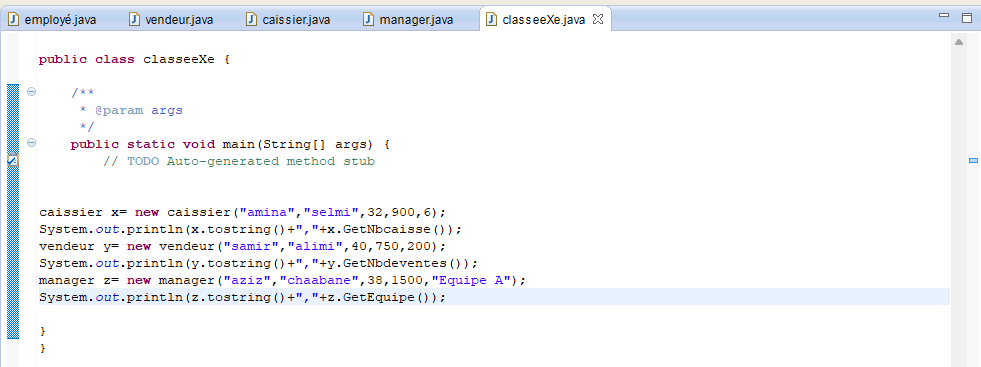 employé.java vendeur.java caissier.java manager.java classeeXe.java
public class classeeXe {
/**
* @param args
*/
public static void main(String[] args) {
// TODO Auto-generated method stub
caissier x= new caissier("amina","selmi",32,900,6);
System.out.println(x.tostring()+","+x.GetNbcaisse());
vendeur y= new vendeur("samir","alimi",40,750,200);
System.out.println(y.tostring()+","+y.GetNbdeventes());
manager z= new manager("aziz","chaabane",38,1500,"Equipe A");
System.out.println(z.tostring()+","+z.GetEquipe());
}
}